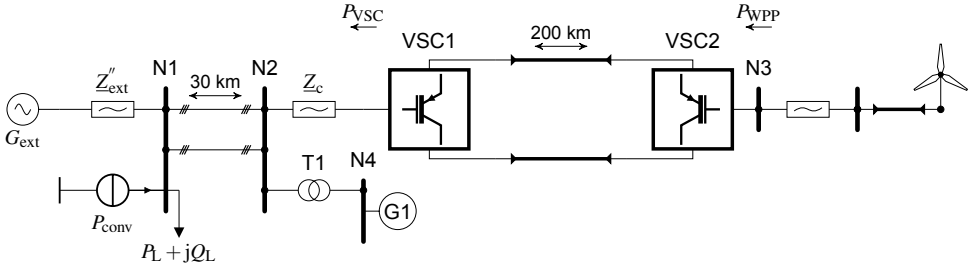 P_VSC
P_WPP
200 km
VSC1
VSC2
N1
30 km
N2
N3
Z''_ext
Z_c
G_ext
T1
N4
G1
P_conv
P_L + jQ_L